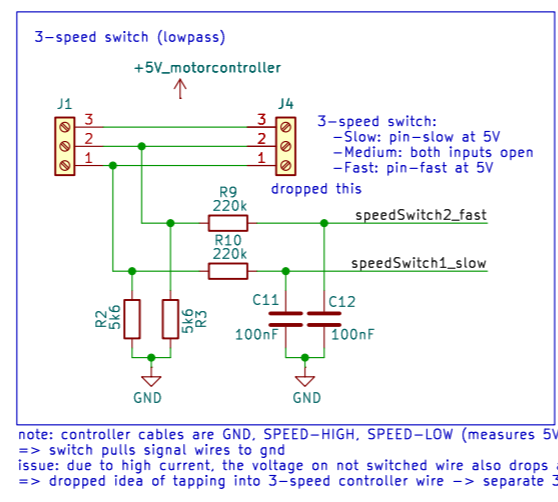 3-speed switch (lowpass)
+5V_motorcontroller
J1
J4
3
3
2
2
1
1
3-speed switch:
-Slow: pin-slow at 5V
-Medium: both inputs open
-Fast: pin-fast at 5V
dropped this
R9
220k
speedSwitch2_fast
R10
220k
speedSwitch1_slow
R2
5k6
5k6
R3
C11
100nF
C12
100nF
GND
GND
note: controller cables are GND, SPEED-HIGH, SPEED-LOW (measures 5V
=> switch pulls signal wires to gnd
issue: due to high current, the voltage on not switched wire also drops
=> dropped idea of tapping into 3-speed controller wire -> separate 3